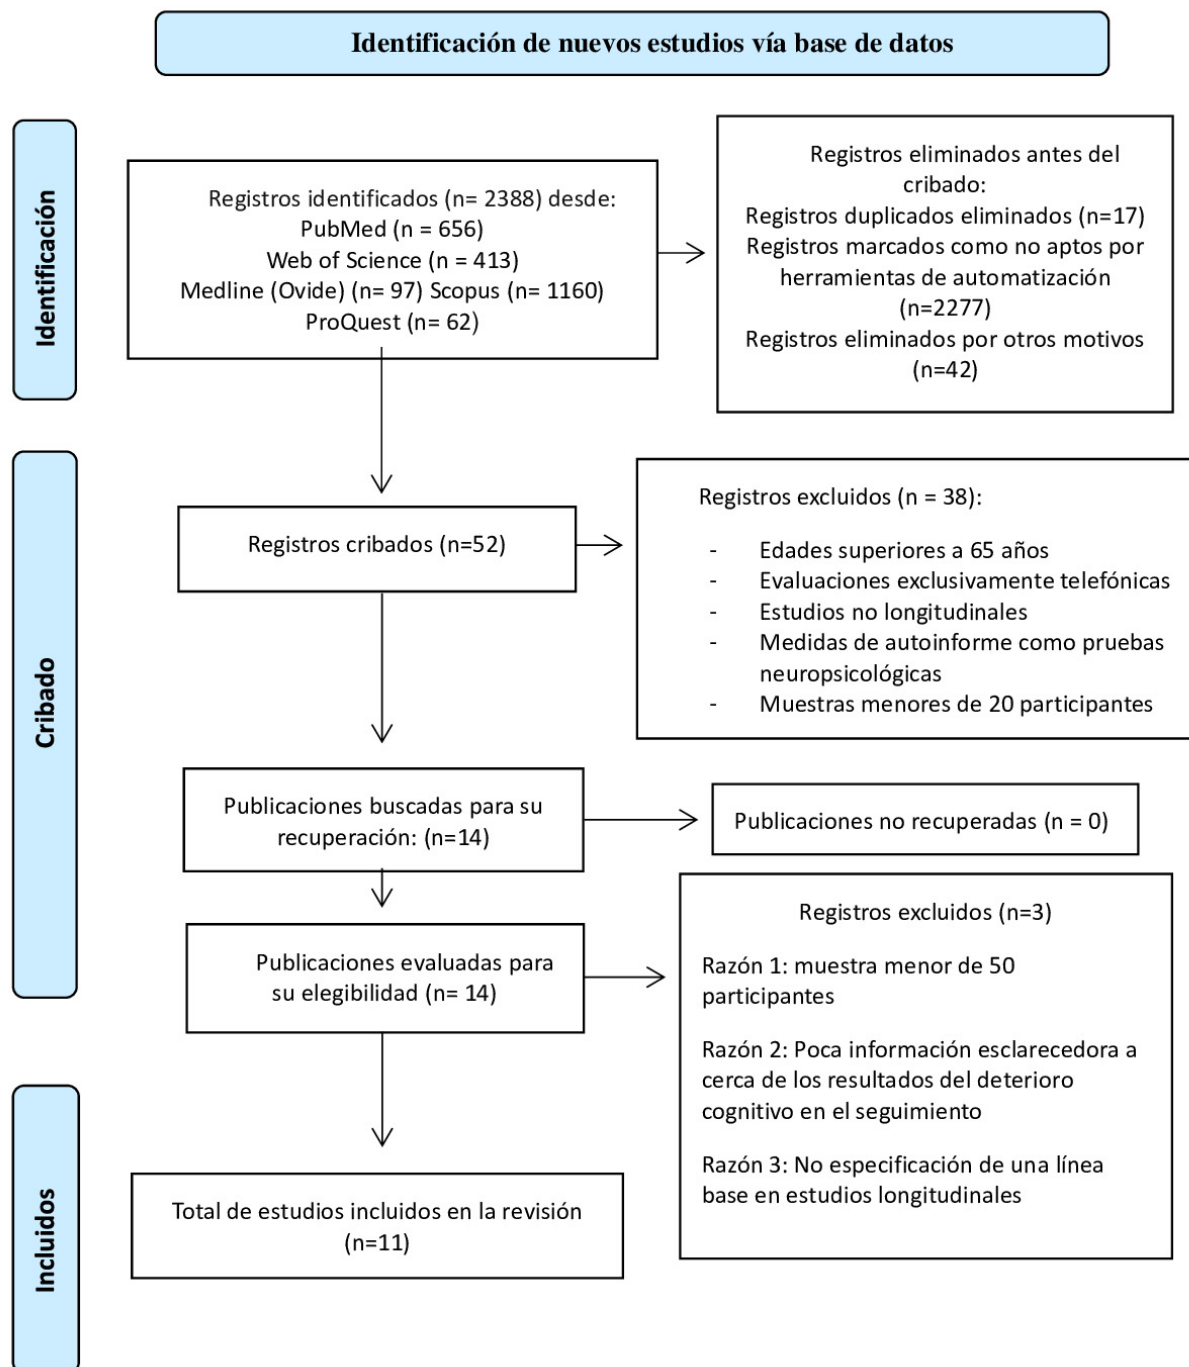 Identificación de nuevos estudios vía base de datos
Identificación
Registros identificados (n= 2388) desde:
PubMed (n = 656)
Web of Science (n = 413)
Medline (Ovide) (n= 97) Scopus (n= 1160)
ProQuest (n= 62)
Registros eliminados antes del
cribado:
Registros duplicados eliminados (n=17)
Registros marcados como no aptos por
herramientas de automatización
(n=2277)
Registros eliminados por otros motivos
(n=42)
Cribado
Registros cribados (n=52)
Registros excluidos (n = 38):
- Edades superiores a 65 años
- Evaluaciones exclusivamente telefónicas
- Estudios no longitudinales
- Medidas de autoinforme como pruebas
neuropsicológicas
- Muestras menores de 20 participantes
Publicaciones buscadas para su
recuperación: (n=14)
Publicaciones no recuperadas (n = 0)
Publicaciones evaluadas para
su elegibilidad (n= 14)
Registros excluidos (n=3)
Razón 1: muestra menor de 50
participantes
Razón 2: Poca información esclarecedora a
cerca de los resultados del deterioro
cognitivo en el seguimiento
Razón 3: No especificación de una línea
base en estudios longitudinales
Incluidos
Total de estudios incluidos en la revisión
(n=11)